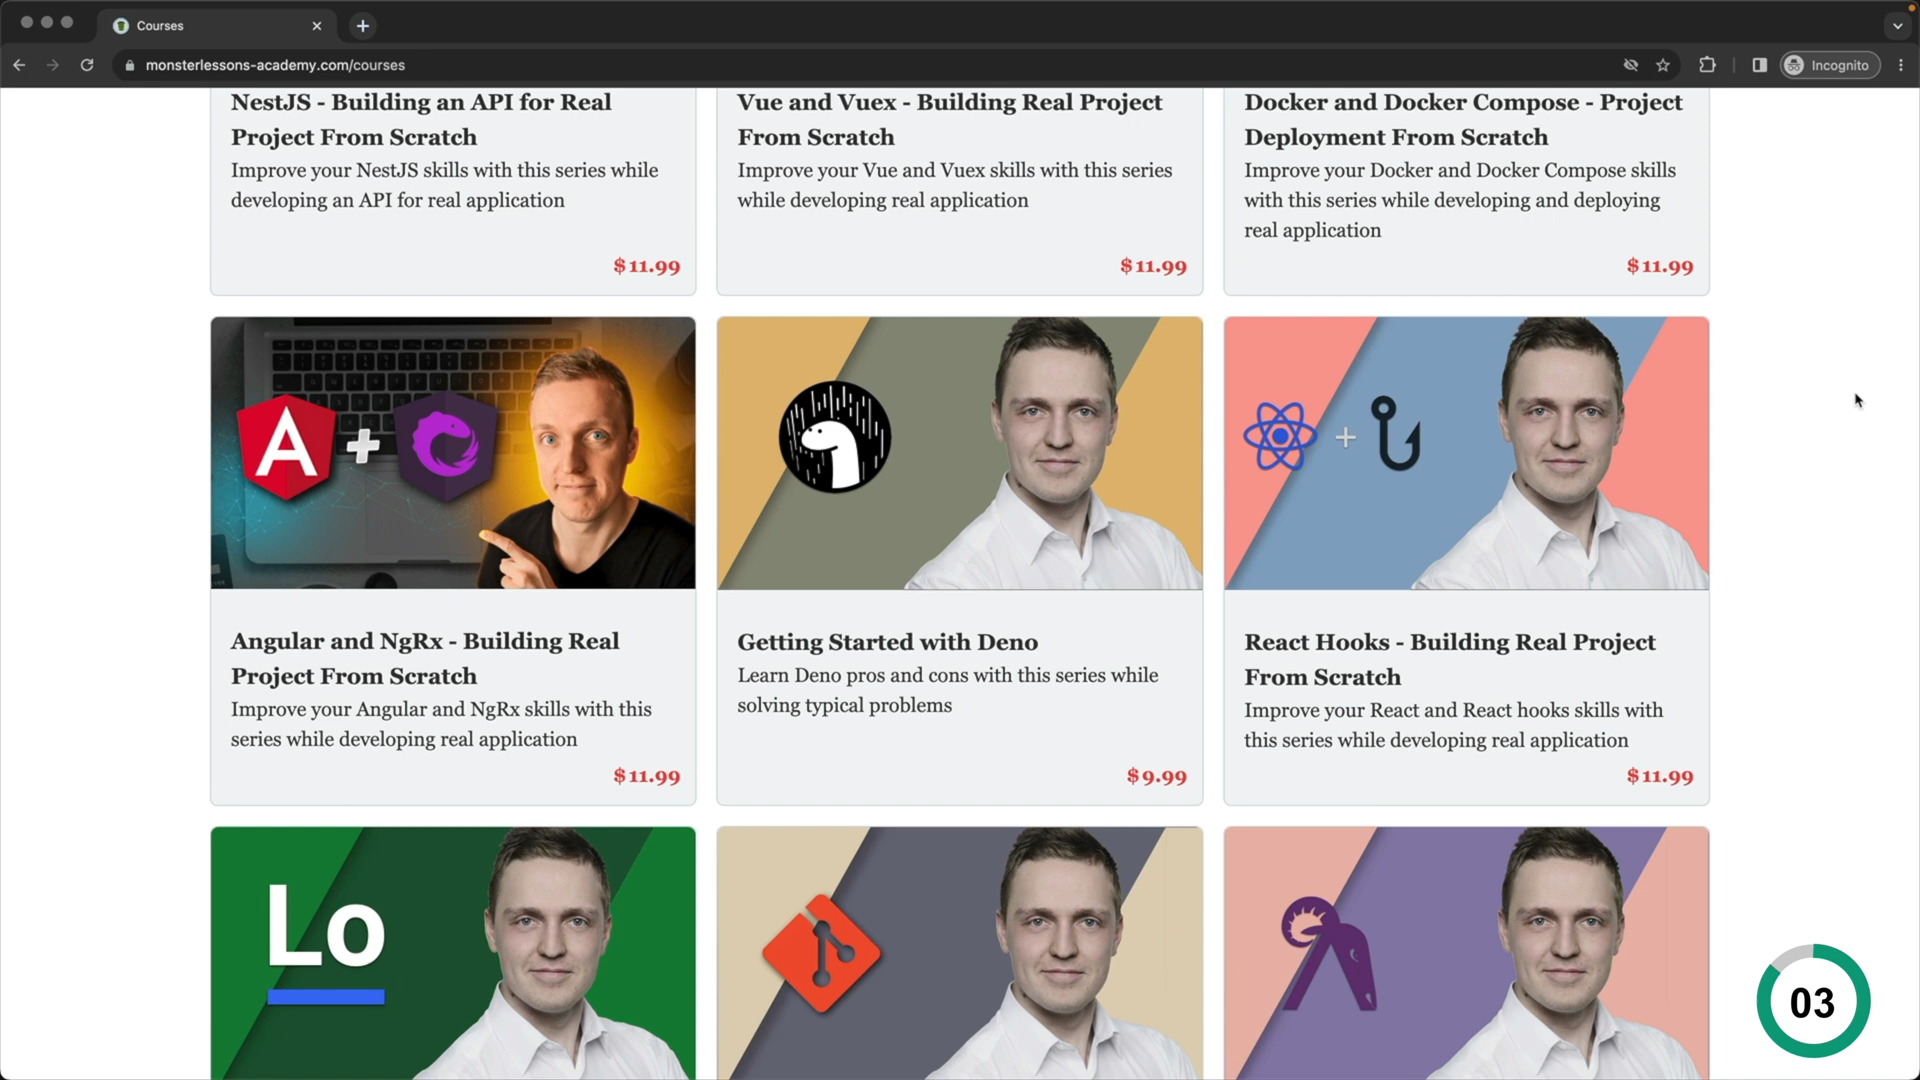 Courses
monsterlessons-academy.com/courses
Incognito
NestJS - Building an API for Real
Project From Scratch
Improve your NestJS skills with this series while
developing an API for real application
$11.99
Vue and Vuex - Building Real Project
From Scratch
Improve your Vue and Vuex skills with this series
while developing real application
$11.99
Docker and Docker Compose - Project
Deployment From Scratch
Improve your Docker and Docker Compose skills
with this series while developing and deploying
real application
$11.99
A
+
Angular and NgRx - Building Real
Project From Scratch
Improve your Angular and NgRx skills with this
series while developing real application
$11.99
Getting Started with Deno
Learn Deno pros and cons with this series while
solving typical problems
$9.99
+
React Hooks - Building Real Project
From Scratch
Improve your React and React hooks skills with
this series while developing real application
$11.99
Lo
03